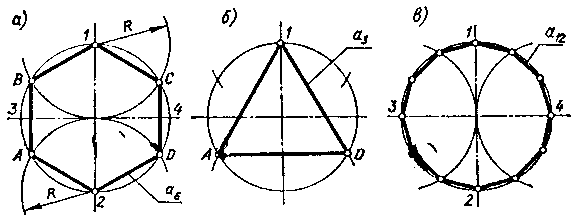 а) б) в)
1 R 1 a₃ 1 a₁₂
B C
3 4 3 4
A D A D
R 2 a₆ 2